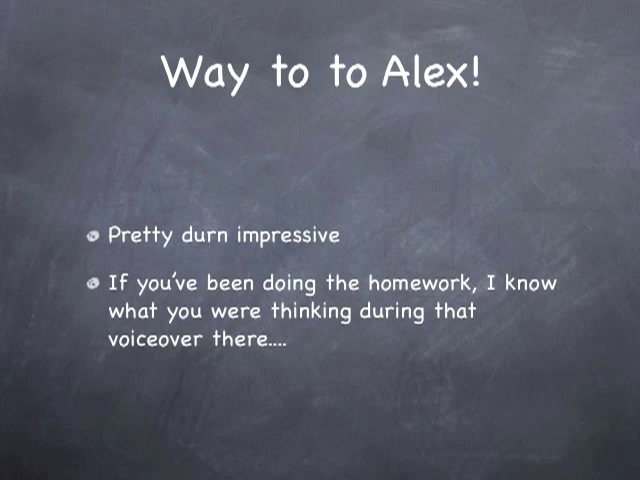 Way to to Alex!
Pretty durn impressive
If you've been doing the homework, I know
what you were thinking during that
voiceover there....